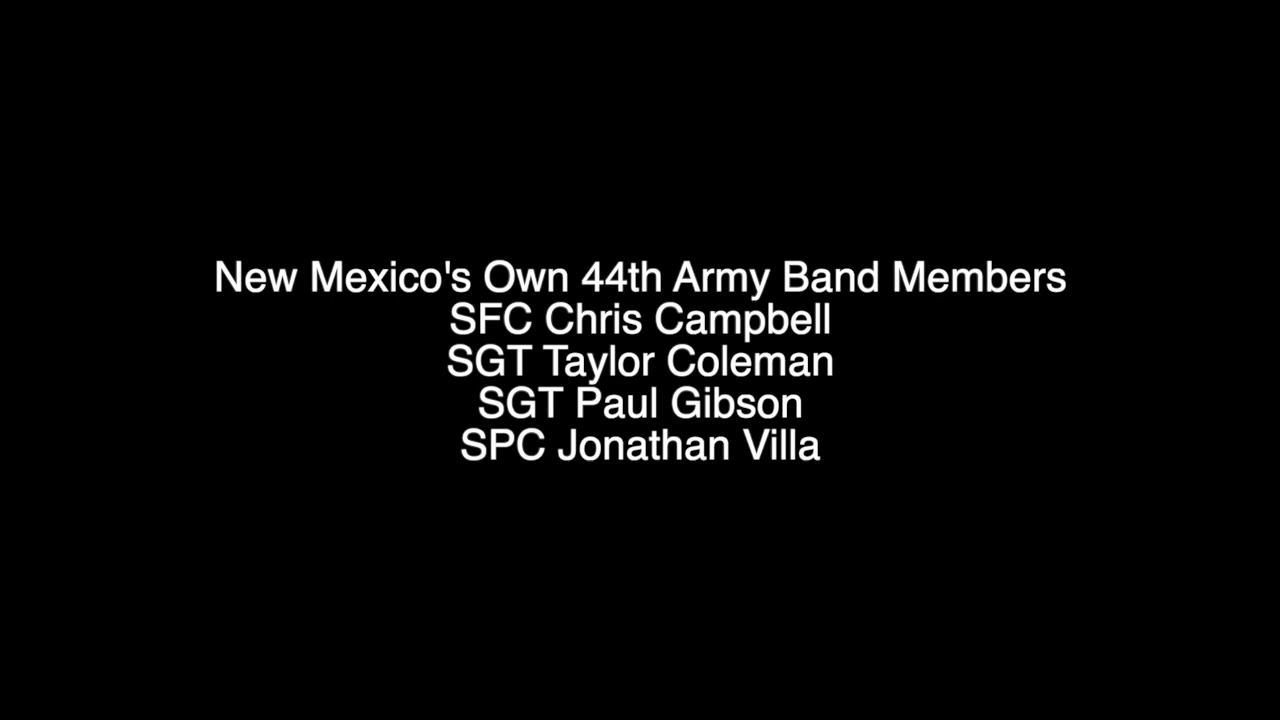 New Mexico's Own 44th Army Band Members
SFC Chris Campbell
SGT Taylor Coleman
SGT Paul Gibson
SPC Jonathan Villa